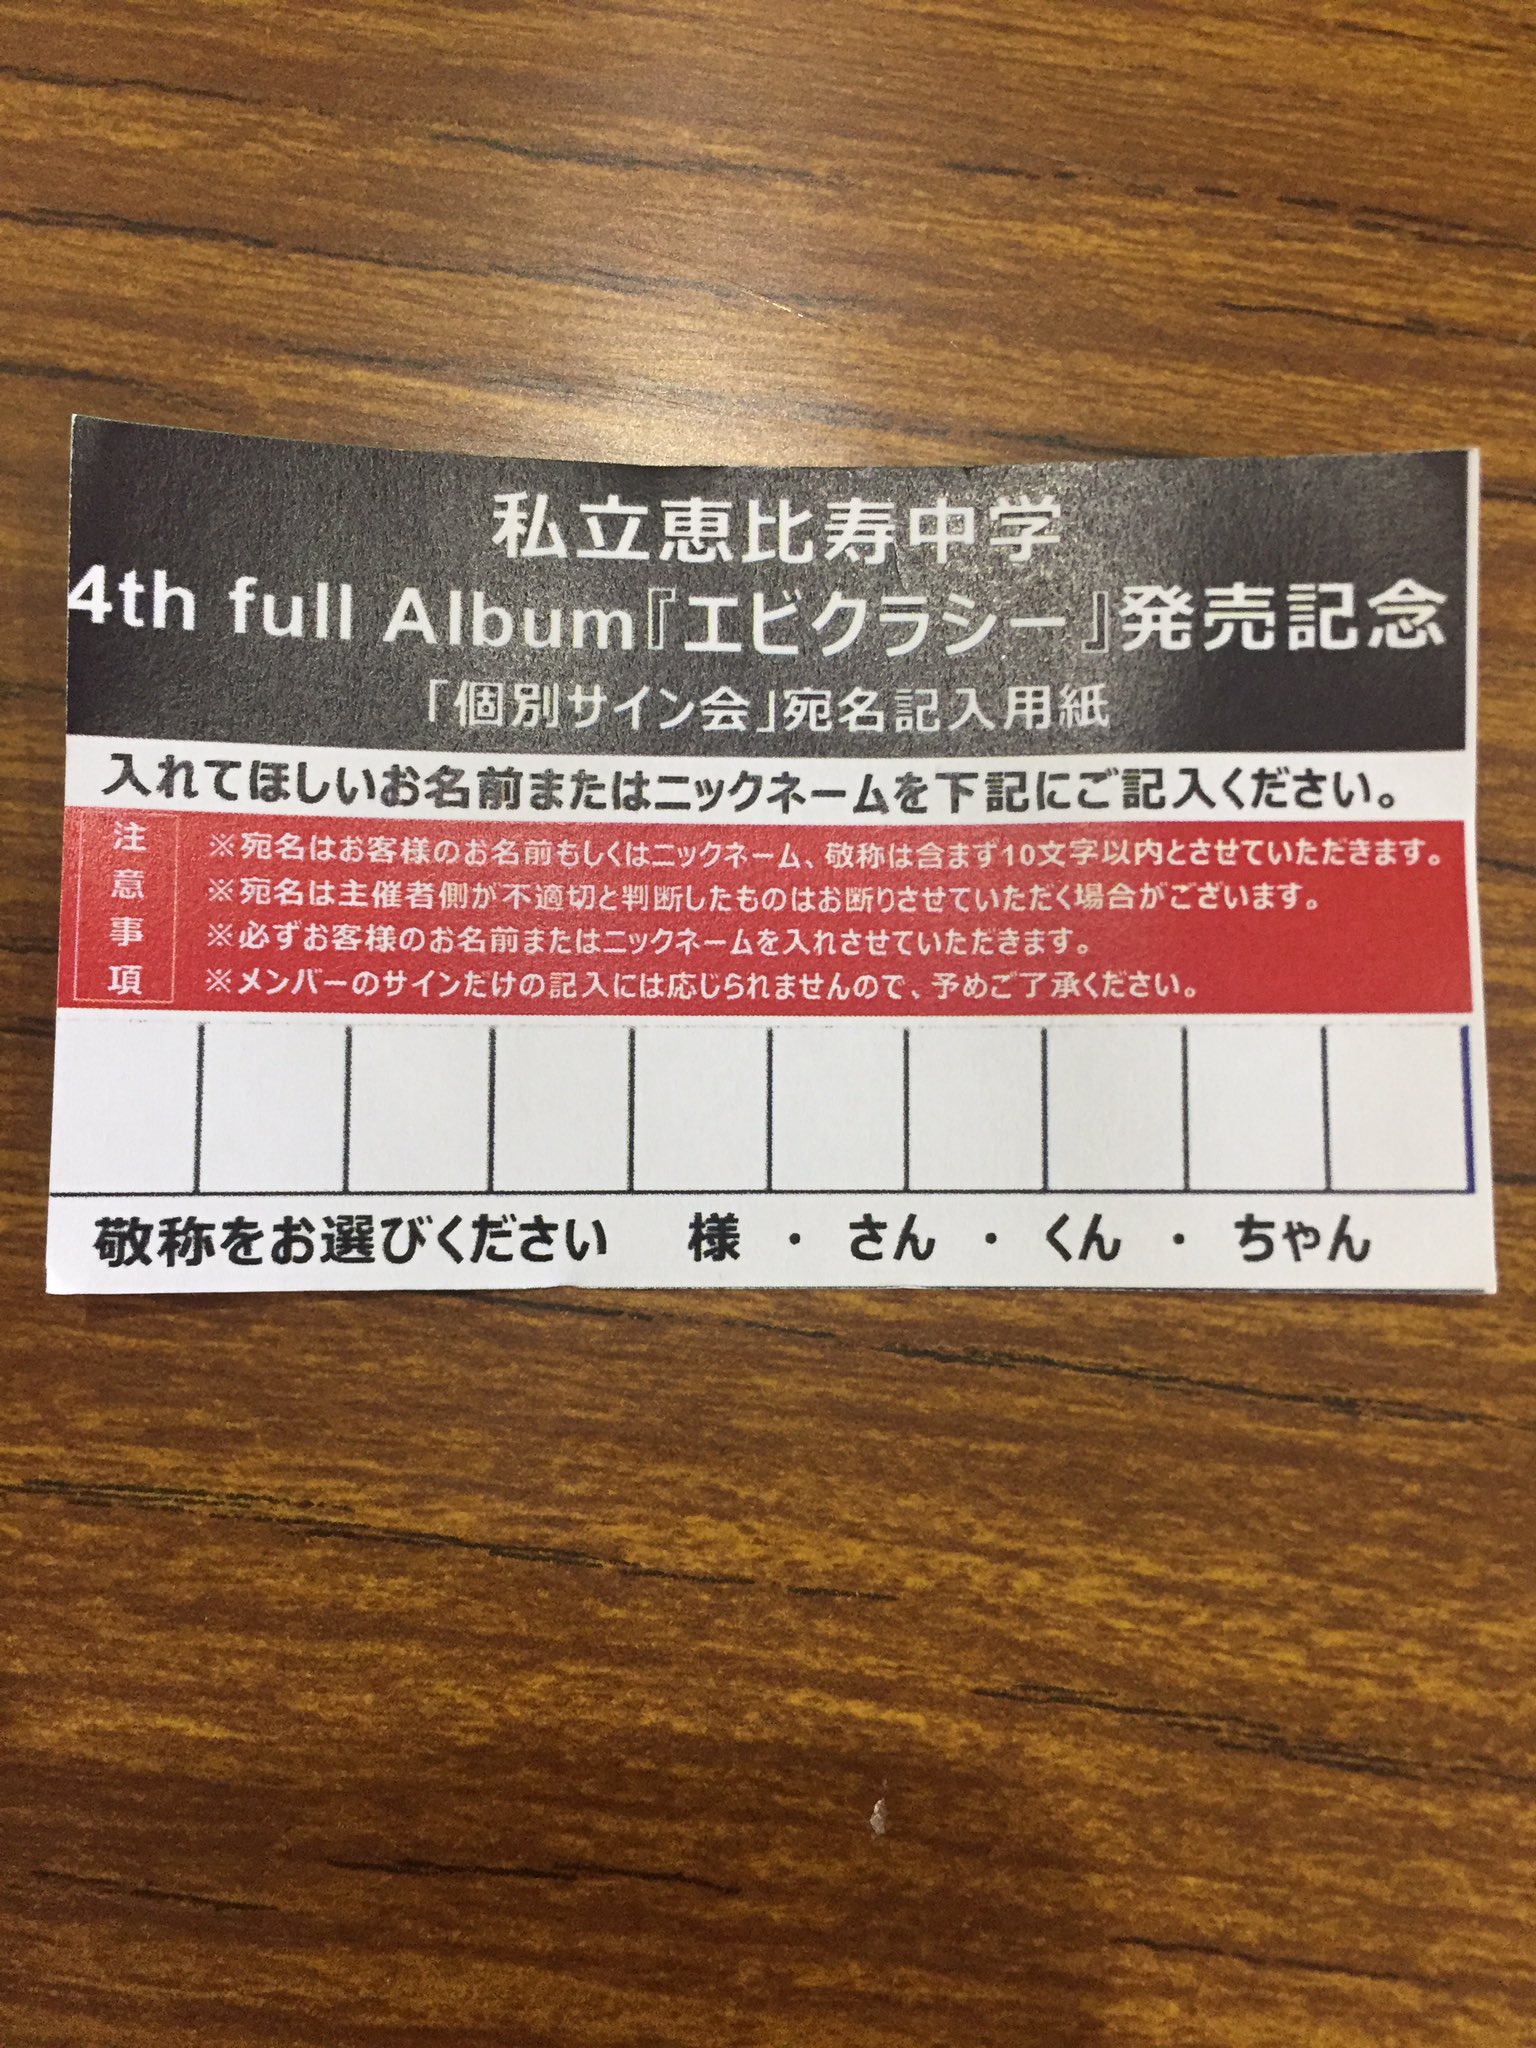 私立恵比寿中学
4th full Album『エビクラシー』発売記念
「個別サイン会」宛名記入用紙
入れてほしいお名前またはニックネームを下記にご記入ください。
注意事項
※宛名はお客様のお名前もしくはニックネーム、敬称は含まず10文字以内とさせていただきます。
※宛名は主催者側が不適切と判断したものはお断りさせていただく場合がございます。
※必ずお客様のお名前またはニックネームを入れさせていただきます。
※メンバーのサインだけの記入には応じられませんので、予めご了承ください。
敬称をお選びください 様・さん・くん・ちゃん